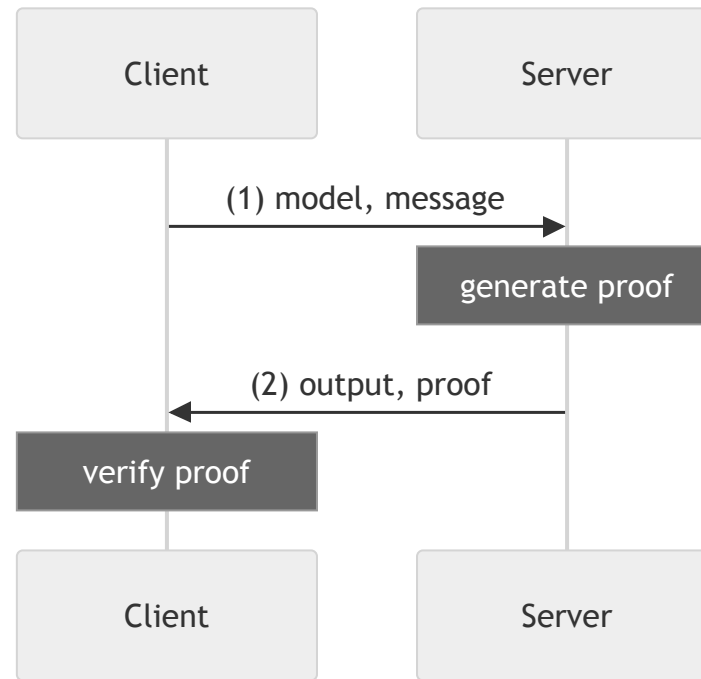 Client
Server
(1) model, message
generate proof
(2) output, proof
verify proof
Client
Server